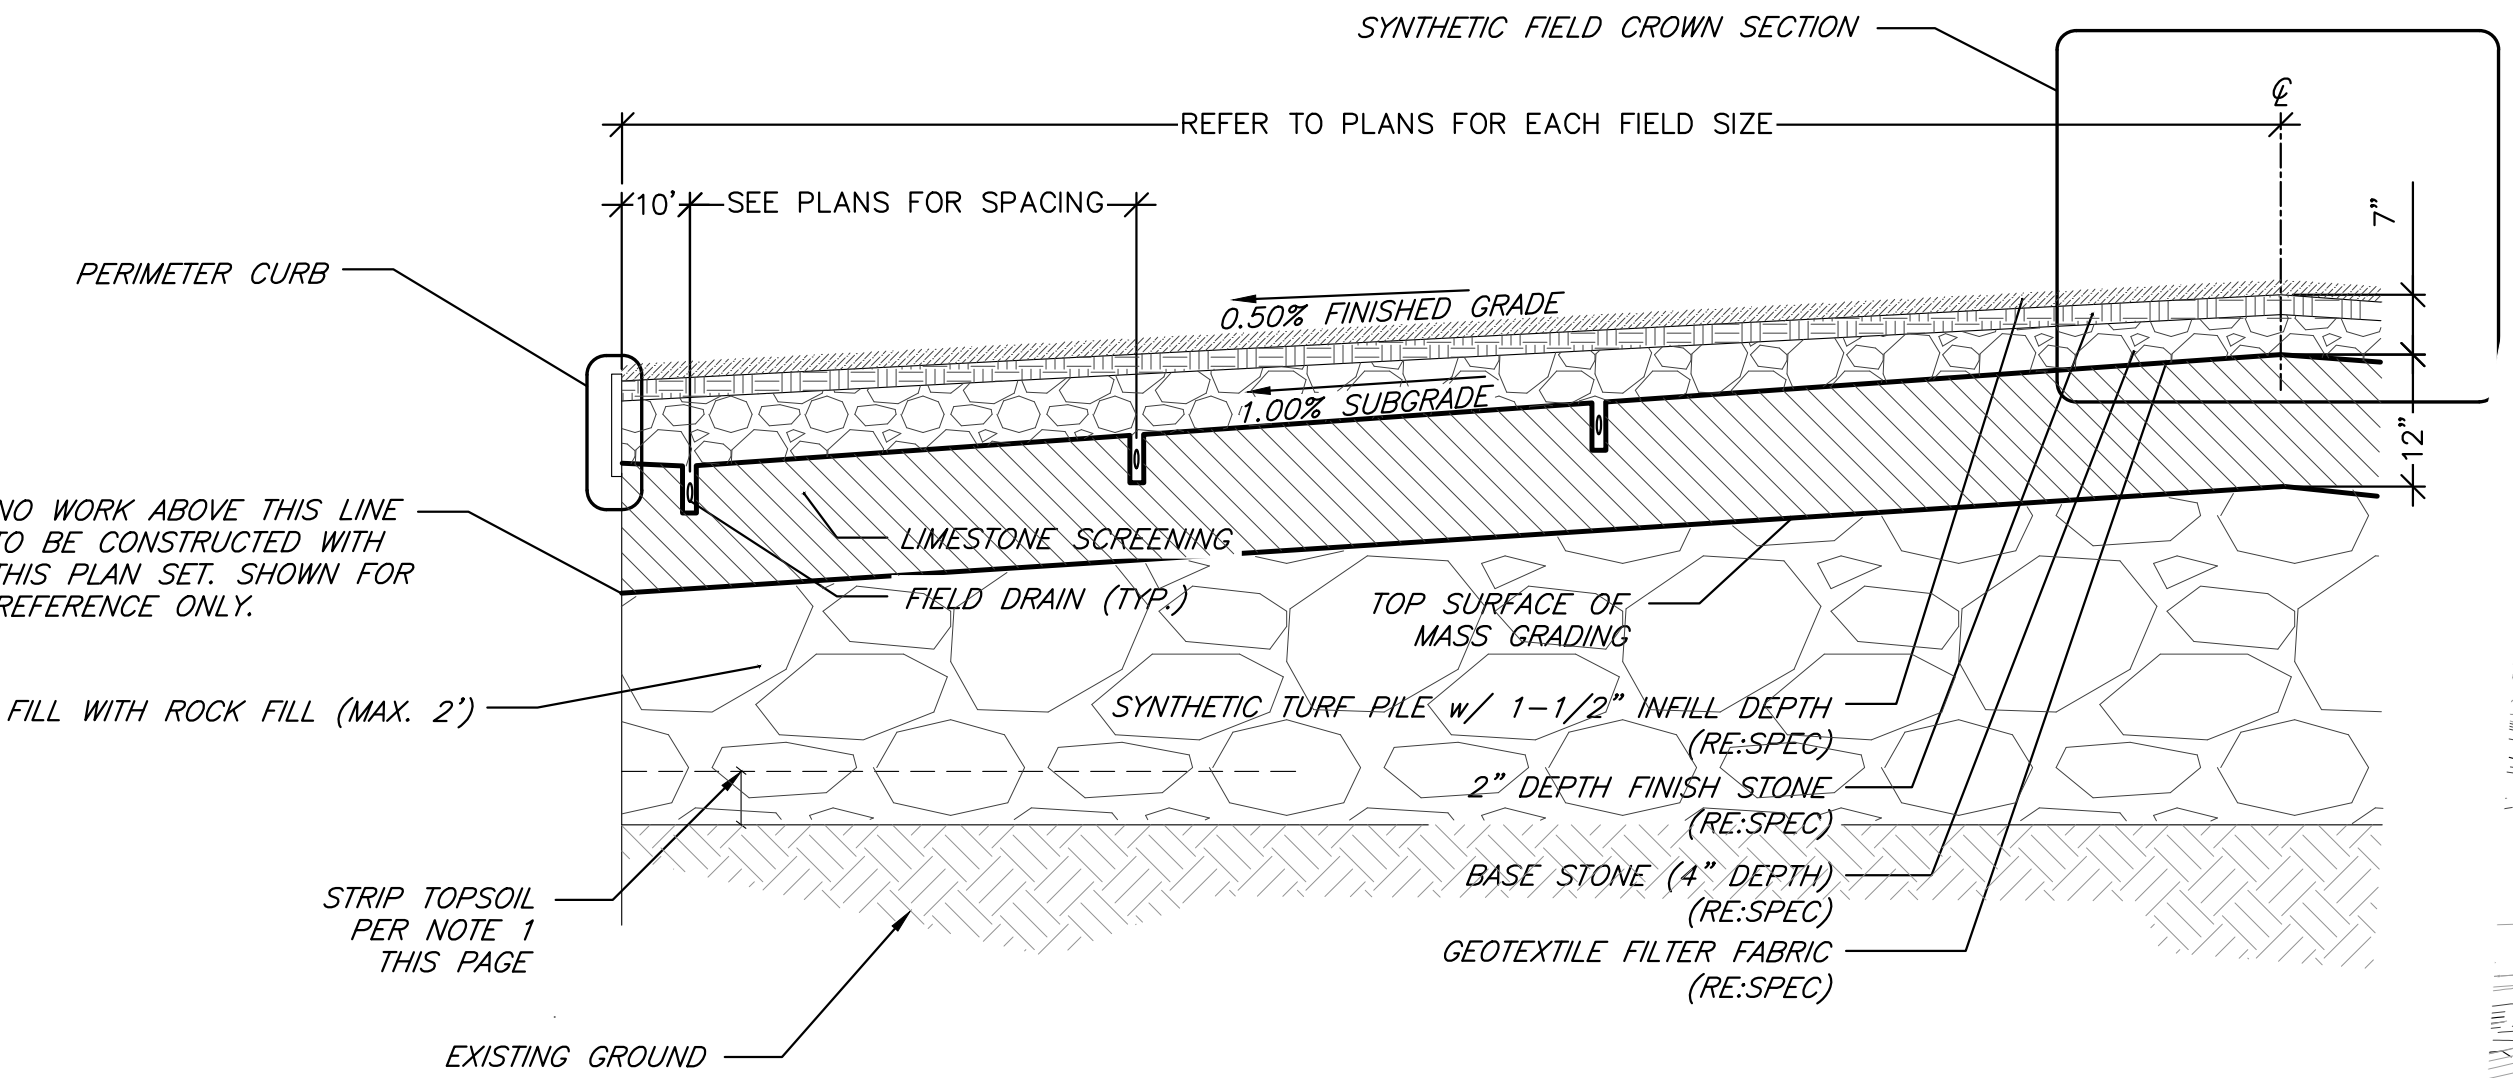 SYNTHETIC FIELD CROWN SECTION
℄
REFER TO PLANS FOR EACH FIELD SIZE
10'
SEE PLANS FOR SPACING
7"
PERIMETER CURB
0.50% FINISHED GRADE
1.00% SUBGRADE
12"
NO WORK ABOVE THIS LINE
TO BE CONSTRUCTED WITH
THIS PLAN SET. SHOWN FOR
REFERENCE ONLY.
LIMESTONE SCREENING
FIELD DRAIN (TYP.)
TOP SURFACE OF
MASS GRADING
FILL WITH ROCK FILL (MAX. 2')
SYNTHETIC TURF PILE w/ 1-1/2" INFILL DEPTH
(RE:SPEC)
2" DEPTH FINISH STONE
(RE:SPEC)
BASE STONE (4" DEPTH)
(RE:SPEC)
STRIP TOPSOIL
PER NOTE 1
THIS PAGE
GEOTEXTILE FILTER FABRIC
(RE:SPEC)
EXISTING GROUND